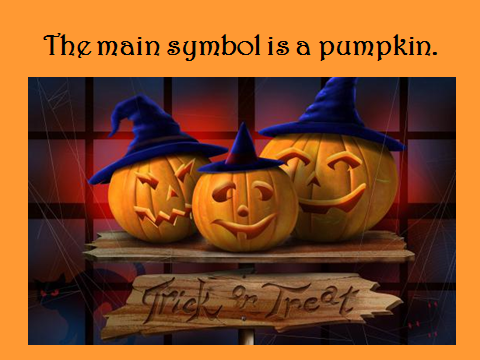 The main symbol is a pumpkin.
Trick or Treat